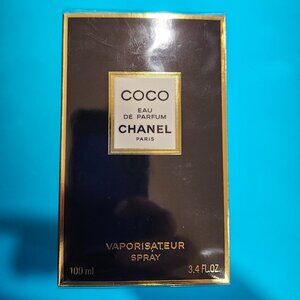 COCO
EAU
DE PARFUM
CHANEL
PARIS
VAPORISATEUR
SPRAY
100 ml 3.4 FL.OZ